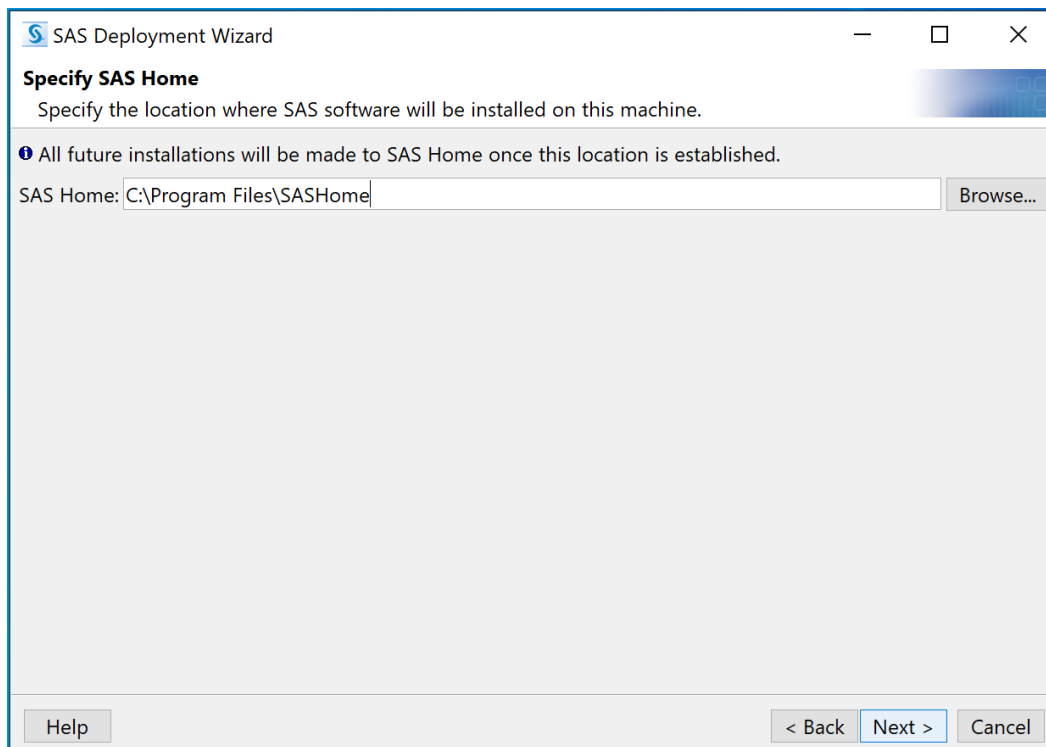 SAS Deployment Wizard
Specify SAS Home
Specify the location where SAS software will be installed on this machine.
All future installations will be made to SAS Home once this location is established.
SAS Home: C:\Program Files\SASHome Browse...
Help < Back Next > Cancel